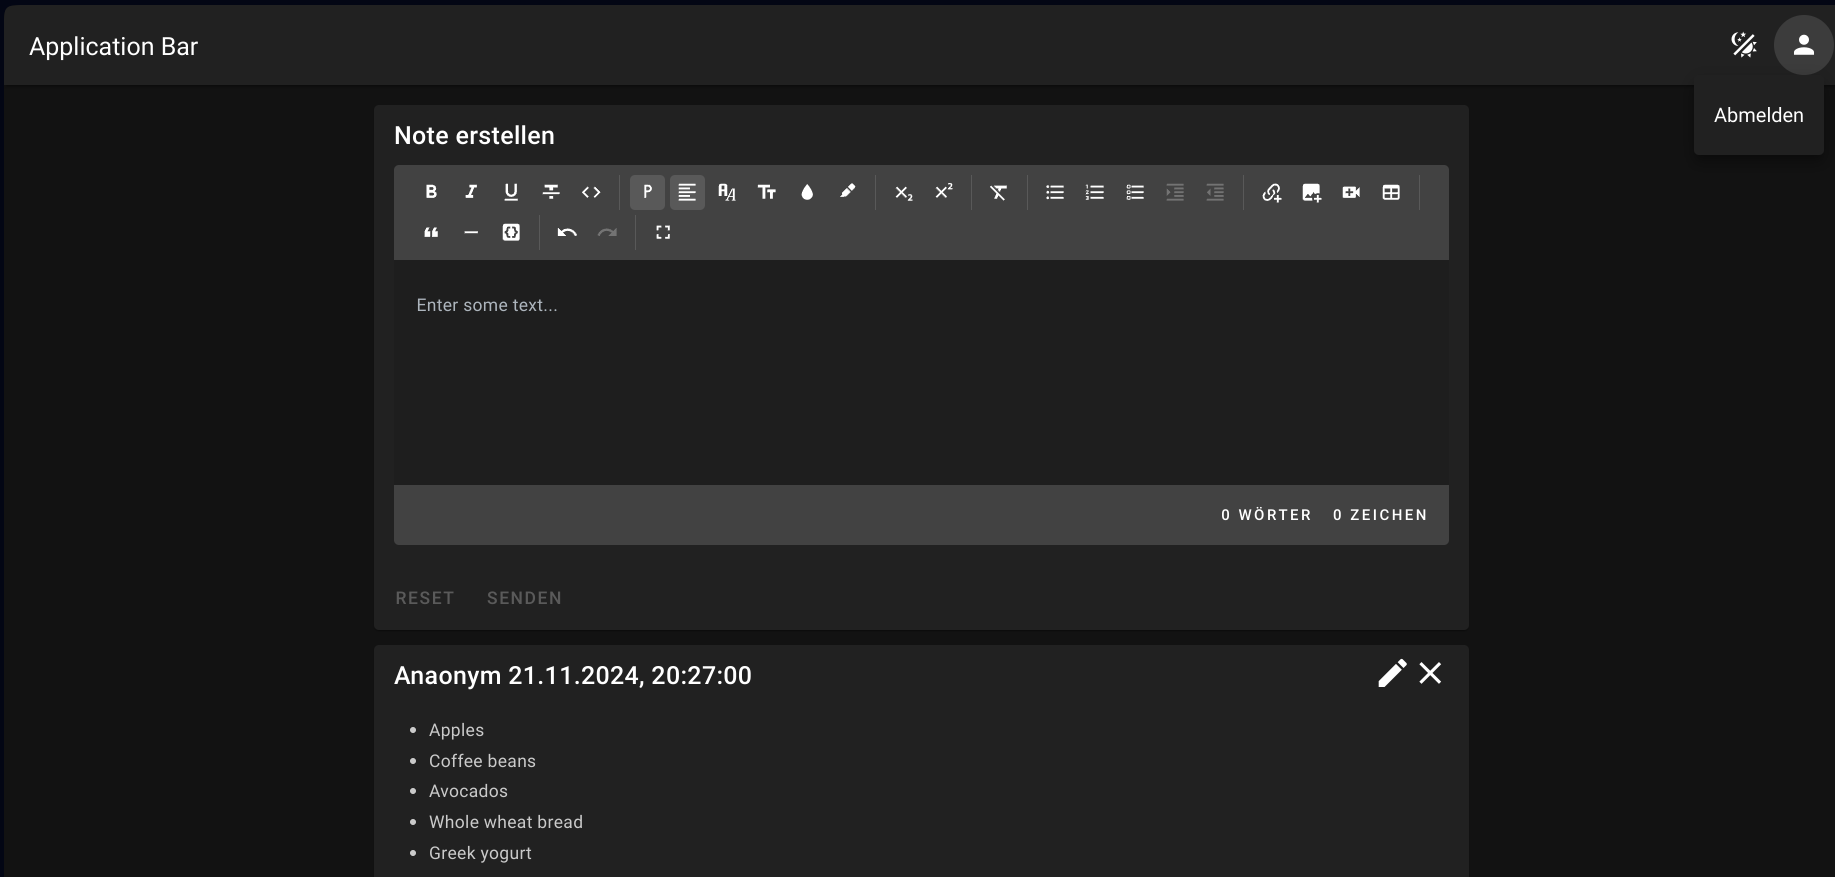 Application Bar
Abmelden
Note erstellen
Enter some text...
0 WÖRTER 0 ZEICHEN
RESET SENDEN
Anaonym 21.11.2024, 20:27:00
• Apples
• Coffee beans
• Avocados
• Whole wheat bread
• Greek yogurt